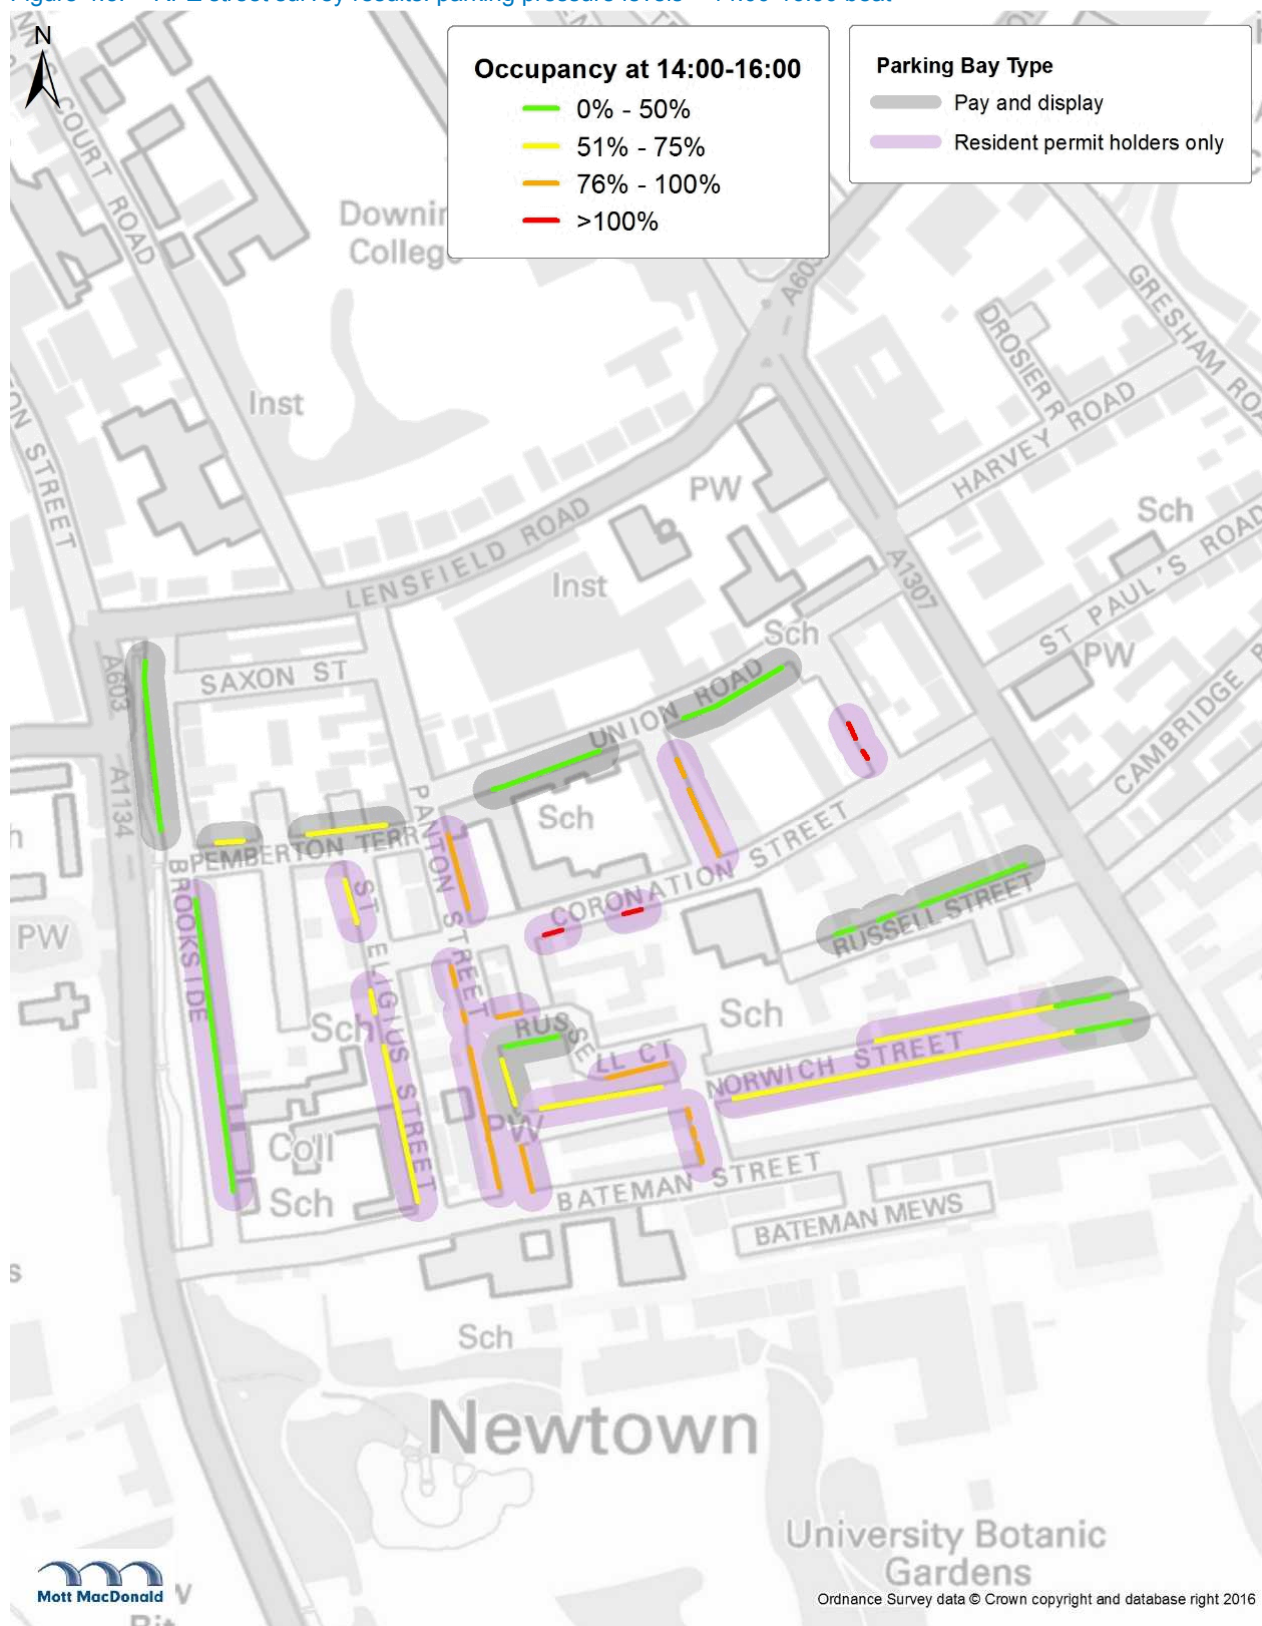 N
Occupancy at 14:00-16:00
0% - 50%
51% - 75%
76% - 100%
>100%
Parking Bay Type
Pay and display
Resident permit holders only
COURT ROAD
College
A603
GRESHAM
DROSIER R
HARVEY ROAD
Inst
STREET
PW
Sch
ST PAUL'S ROAD
LENSFIELD ROAD
Inst
A1307
Sch
PW
A603
SAXON ST
CAMBRIDGE
UNION ROAD
A1134
PANTON STREET
Sch
PEMBERTON TERR
CORONATION STREET
BROOKSIDE
ST ELIGIUS STREET
RUSSELL STREET
PW
Sch
Sch
RUSSELL CT
NORWICH STREET
PW
Coll
Sch
BATEMAN STREET
BATEMAN MEWS
Sch
Newtown
University Botanic
Gardens
Mott MacDonald
Ordnance Survey data © Crown copyright and database right 2016